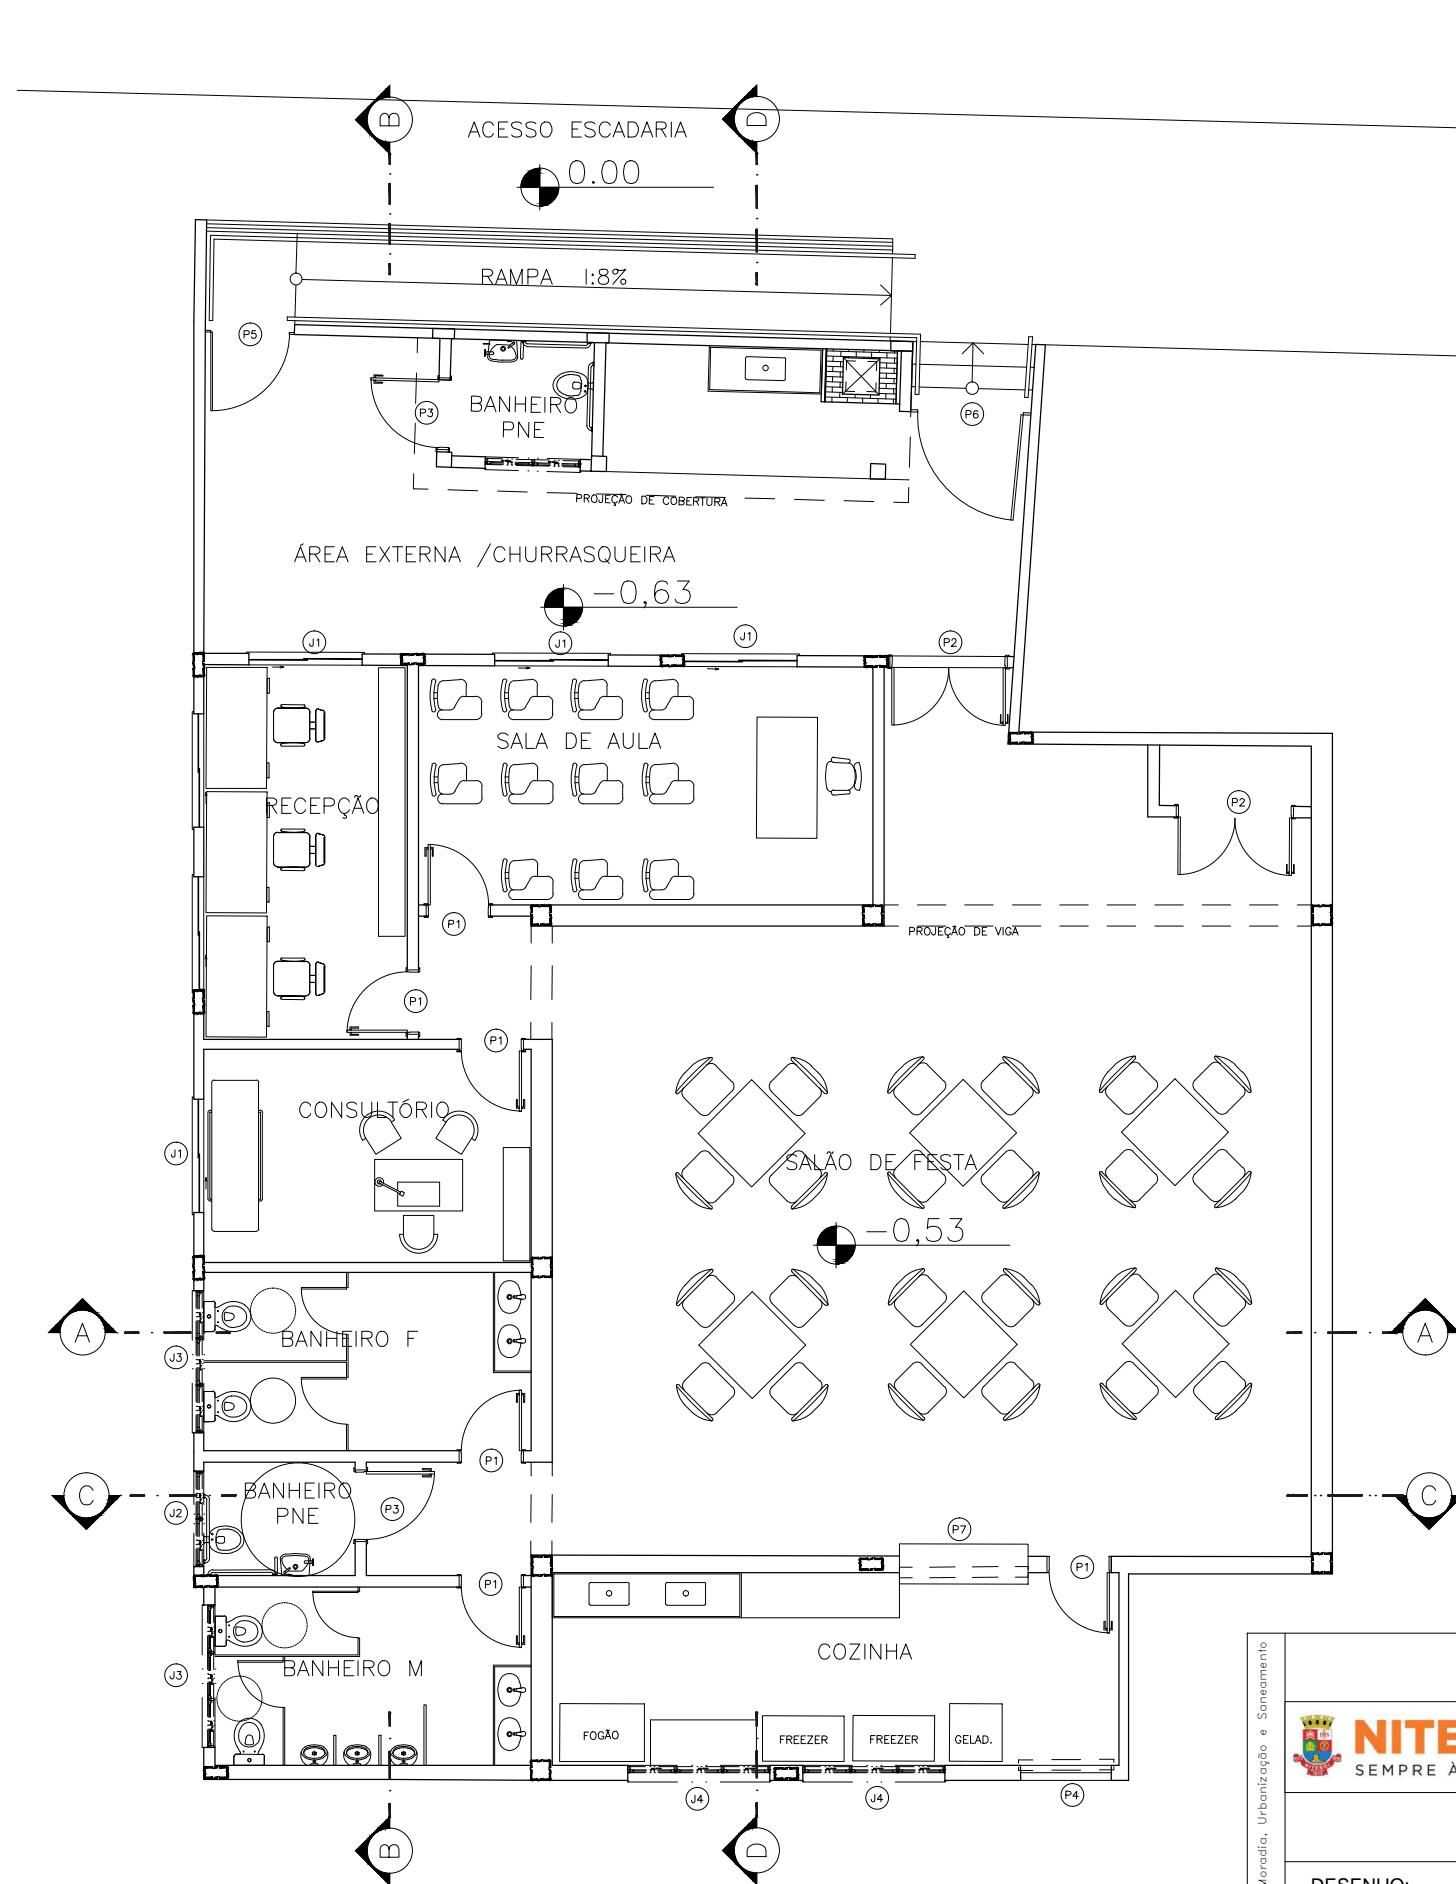 B
D
ACESSO ESCADARIA
0.00
RAMPA 1:8%
P5
P3
BANHEIRO
PNE
P6
PROJEÇÃO DE COBERTURA
ÁREA EXTERNA /CHURRASQUEIRA
-0,63
J1
J1
J1
P2
SALA DE AULA
RECEPÇÃO
P2
P1
PROJEÇÃO DE VIGA
P1
P1
CONSULTÓRIO
J1
SALÃO DE FESTA
-0,53
A
BANHEIRO F
A
J3
P1
C
BANHEIRO
PNE
P3
C
J2
P7
P1
P1
COZINHA
BANHEIRO M
J3
FOGÃO
FREEZER
FREEZER
GELAD.
J4
J4
P4
B
D
Moradia, Urbanização e Saneamento
NITE
SEMPRE À
DESENHO: